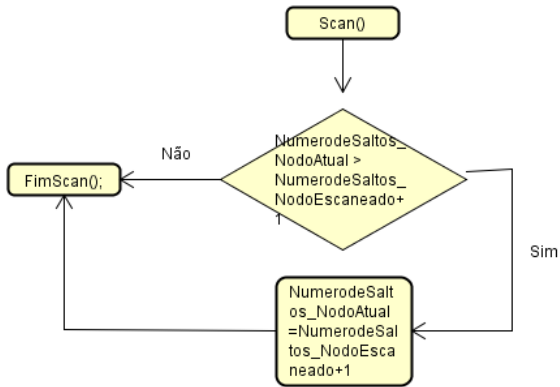 Scan()
NumerodeSaltos_
NodoAtual >
NumerodeSaltos_
NodoEscaneado+
1
Não
FimScan();
Sim
NumerodeSalt
os_NodoAtual
=NumerodeSal
tos_NodoEsca
neado+1